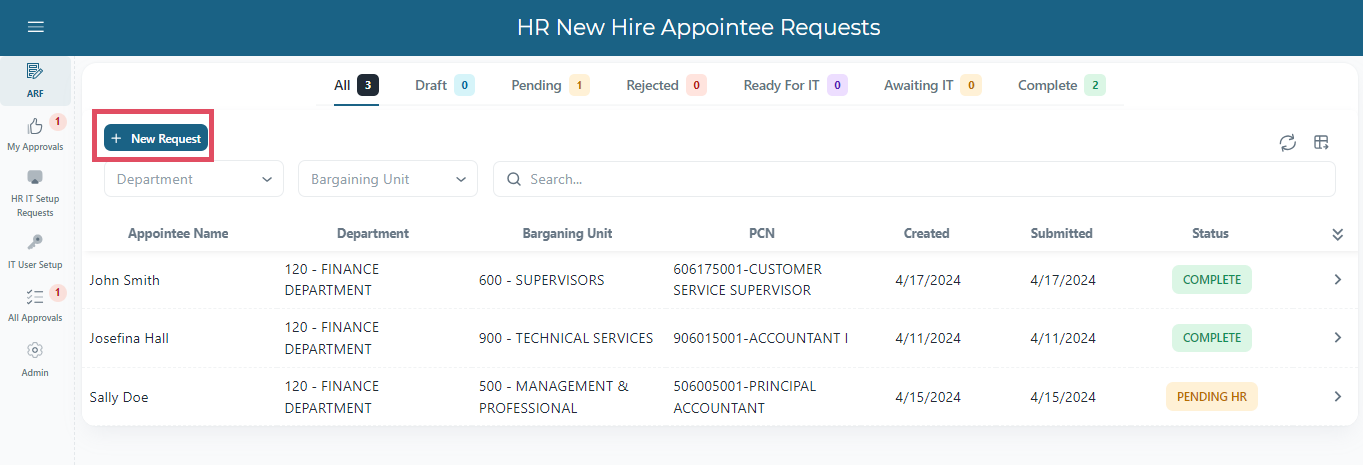 HR New Hire Appointee Requests
ARF
1
My Approvals
HR IT Setup
Requests
IT User Setup
1
All Approvals
Admin
All 3 Draft 0 Pending 1 Rejected 0 Ready For IT 0 Awaiting IT 0 Complete 2
+ New Request
Department Bargaining Unit Search...
Appointee Name Department Barganing Unit PCN Created Submitted Status
John Smith 120 - FINANCE DEPARTMENT 600 - SUPERVISORS 606175001-CUSTOMER SERVICE SUPERVISOR 4/17/2024 4/17/2024 COMPLETE
Josefina Hall 120 - FINANCE DEPARTMENT 900 - TECHNICAL SERVICES 906015001-ACCOUNTANT I 4/11/2024 4/11/2024 COMPLETE
Sally Doe 120 - FINANCE DEPARTMENT 500 - MANAGEMENT & PROFESSIONAL 506005001-PRINCIPAL ACCOUNTANT 4/15/2024 4/15/2024 PENDING HR